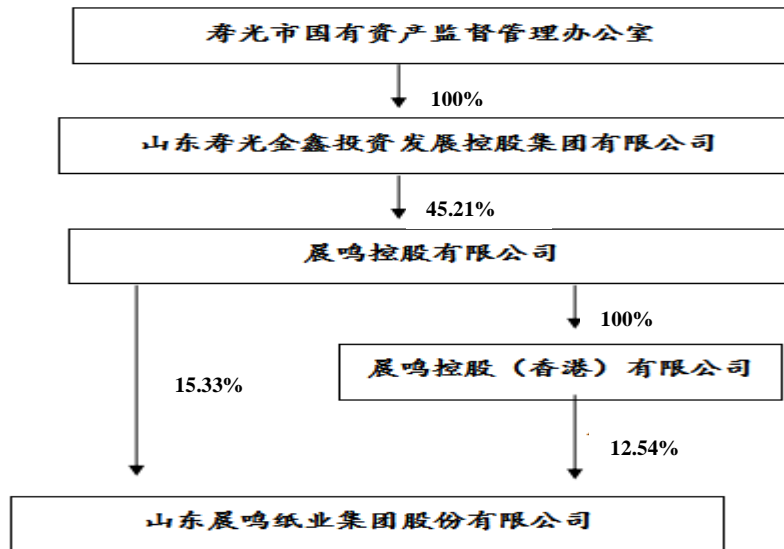 寿光市国有资产监督管理办公室
100%
山东寿光金鑫投资发展控股集团有限公司
45.21%
晨鸣控股有限公司
100%
晨鸣控股（香港）有限公司
15.33%
12.54%
山东晨鸣纸业集团股份有限公司